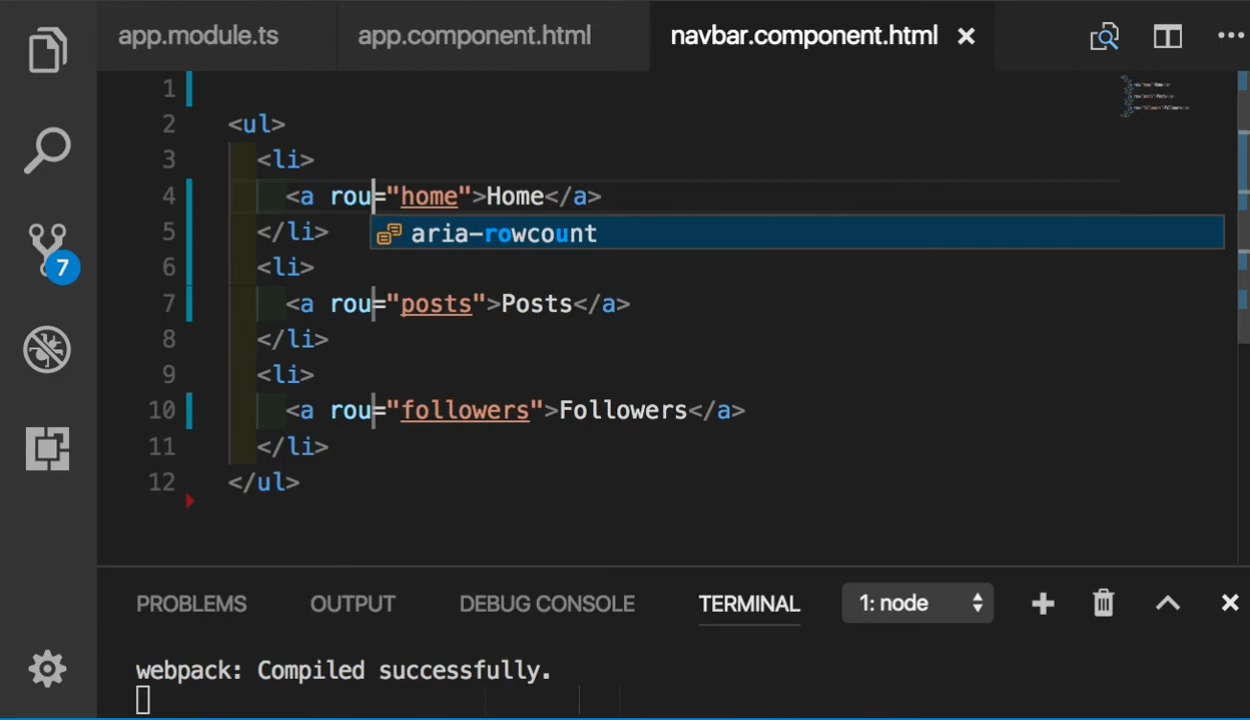 app.module.ts app.component.html navbar.component.html
1
2 <ul>
3 <li>
4 <a rou="home">Home</a>
aria-rowcount
5 </li>
6 <li>
7 <a rou="posts">Posts</a>
8 </li>
9 <li>
10 <a rou="followers">Followers</a>
11 </li>
12 </ul>
7
PROBLEMS OUTPUT DEBUG CONSOLE TERMINAL 1: node
webpack: Compiled successfully.